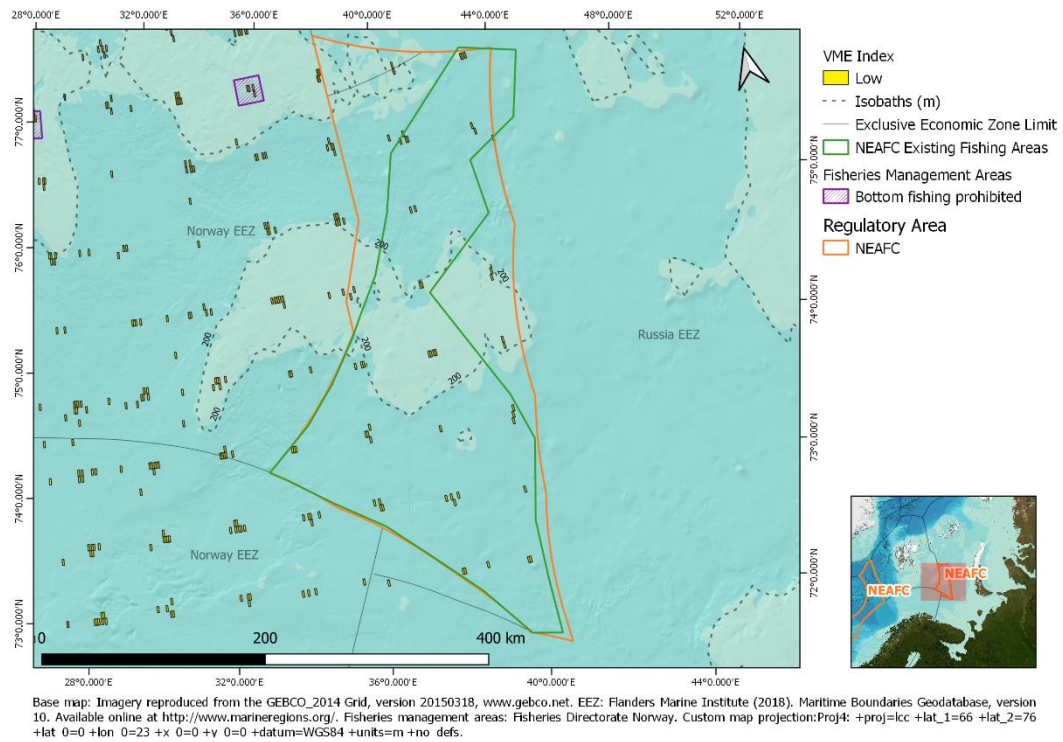 28°0.000'E 32°0.000'E 36°0.000'E 40°0.000'E 44°0.000'E 48°0.000'E 52°0.000'E
77°0.000'N
76°0.000'N
75°0.000'N
74°0.000'N
73°0.000'N
75°0.000'N
74°0.000'N
73°0.000'N
72°0.000'N
Norway EEZ
200
200
200
200
200
200
Russia EEZ
Norway EEZ
0 200 400 km
28°0.000'E 32°0.000'E 36°0.000'E 40°0.000'E 44°0.000'E
VME Index
Low
Isobaths (m)
Exclusive Economic Zone Limit
NEAFC Existing Fishing Areas
Fisheries Management Areas
Bottom fishing prohibited
Regulatory Area
NEAFC
NEAFC
NEAFC
Base map: Imagery reproduced from the GEBCO_2014 Grid, version 20150318, www.gebco.net. EEZ: Flanders Marine Institute (2018). Maritime Boundaries Geodatabase, version
10. Available online at http://www.marineregions.org/. Fisheries management areas: Fisheries Directorate Norway. Custom map projection:Proj4: +proj=lcc +lat_1=66 +lat_2=76
+lat_0=0 +lon_0=23 +x_0=0 +y_0=0 +datum=WGS84 +units=m +no_defs.